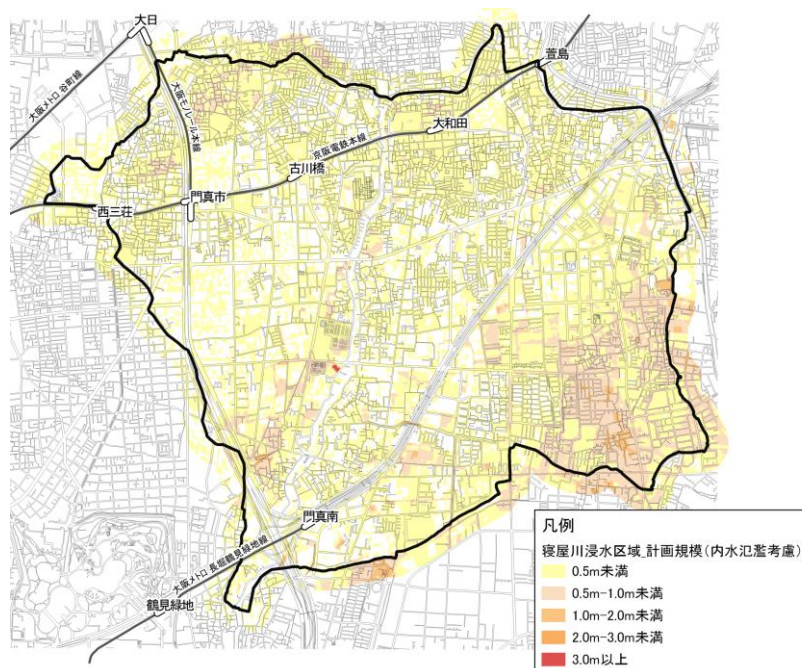 大日
萱島
大阪メトロ 谷町線
大阪モノレール本線
大和田
京阪電鉄本線
古川橋
門真市
西三荘
門真南
大阪メトロ 長堀鶴見緑地線
鶴見緑地
凡例
寝屋川浸水区域_計画規模(内水氾濫考慮)
0.5m未満
0.5m-1.0m未満
1.0m-2.0m未満
2.0m-3.0m未満
3.0m以上